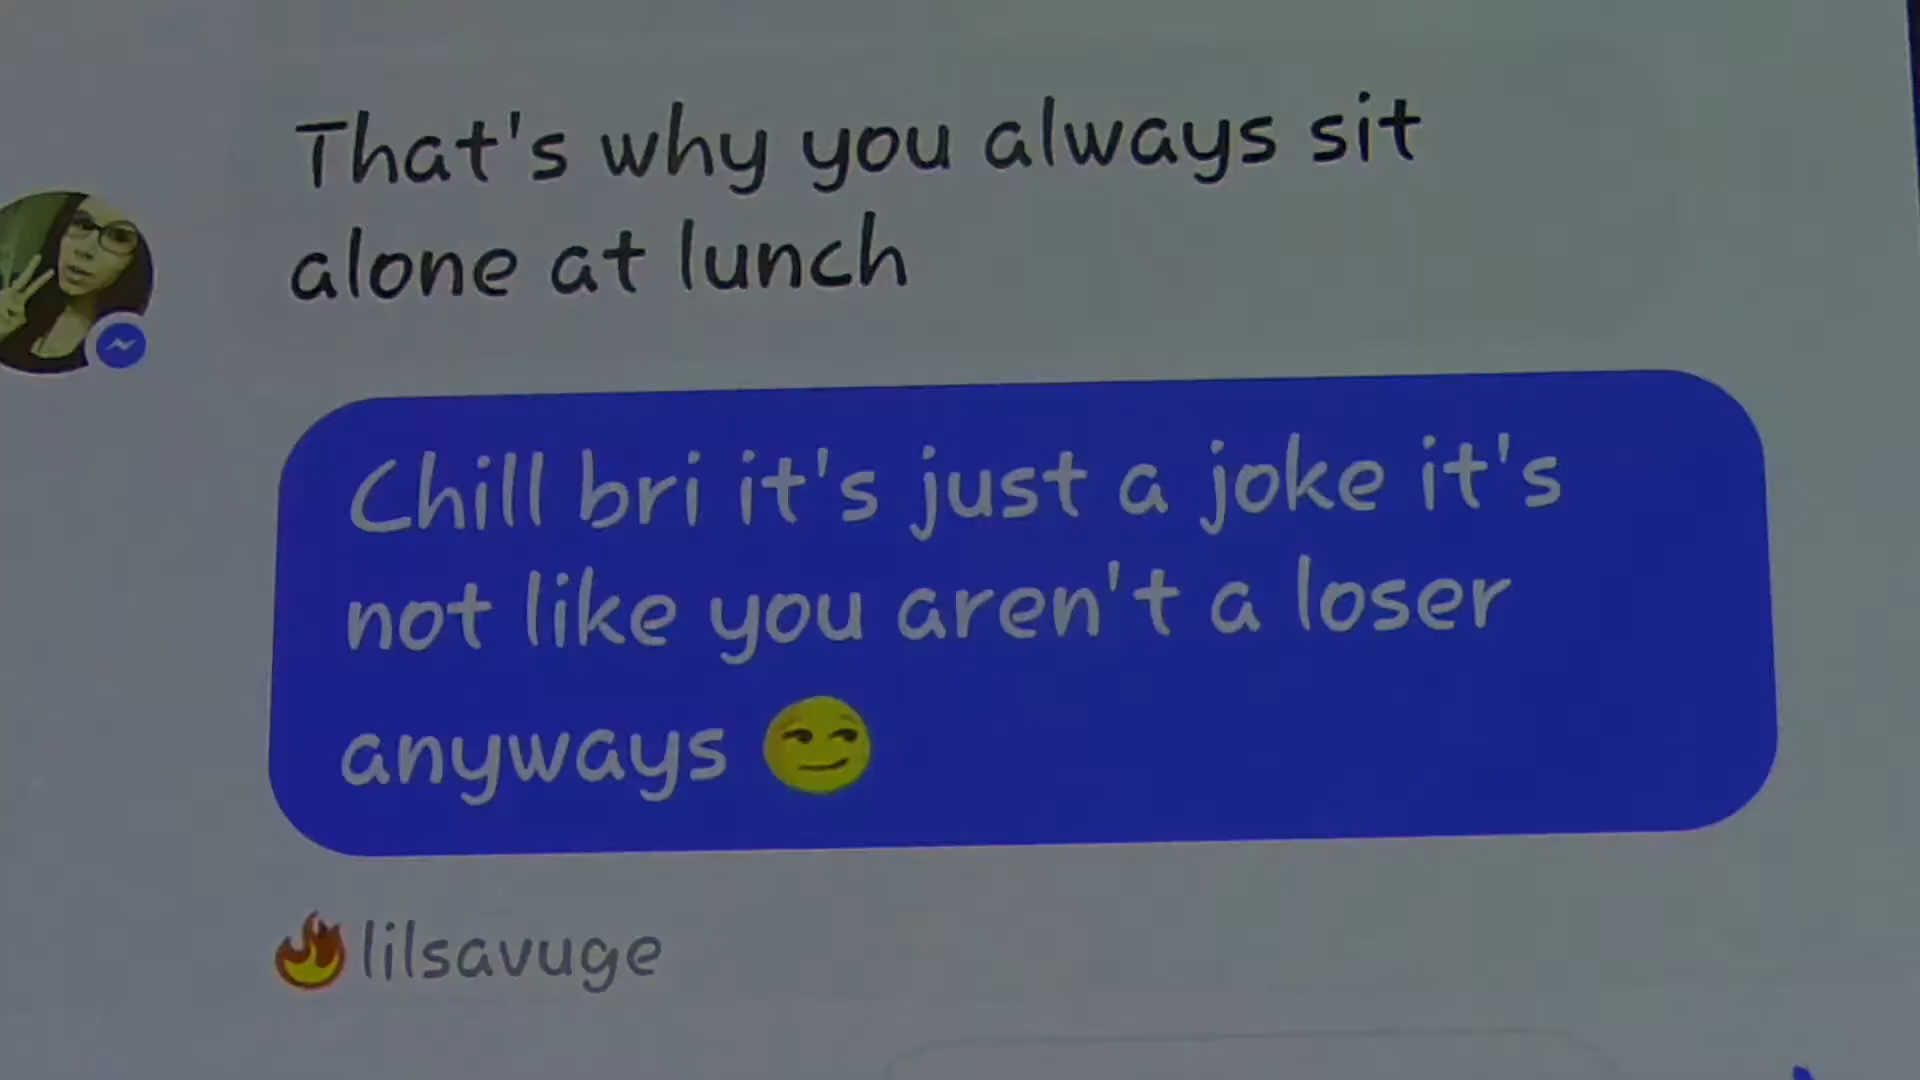 That's why you always sit
alone at lunch
Chill bri it's just a joke it's
not like you aren't a loser
anyways 😏
🔥lilsavuge